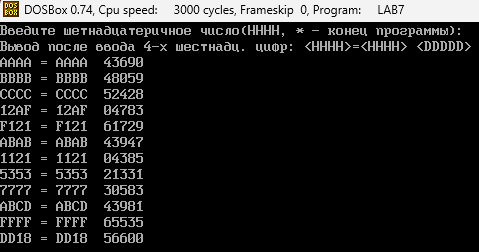 DOSBox 0.74, Cpu speed: 3000 cycles, Frameskip 0, Program: LAB7
Введите шетнадцатеричное число(HHHH, * - конец программы):
Вывод после ввода 4-х шестнадц. цифр: <HHHH>=<HHHH> <DDDDD>
AAAA = AAAA 43690
BBBB = BBBB 48059
CCCC = CCCC 52428
12AF = 12AF 04783
F121 = F121 61729
ABAB = ABAB 43947
1121 = 1121 04385
5353 = 5353 21331
7777 = 7777 30583
ABCD = ABCD 43981
FFFF = FFFF 65535
DD18 = DD18 56600